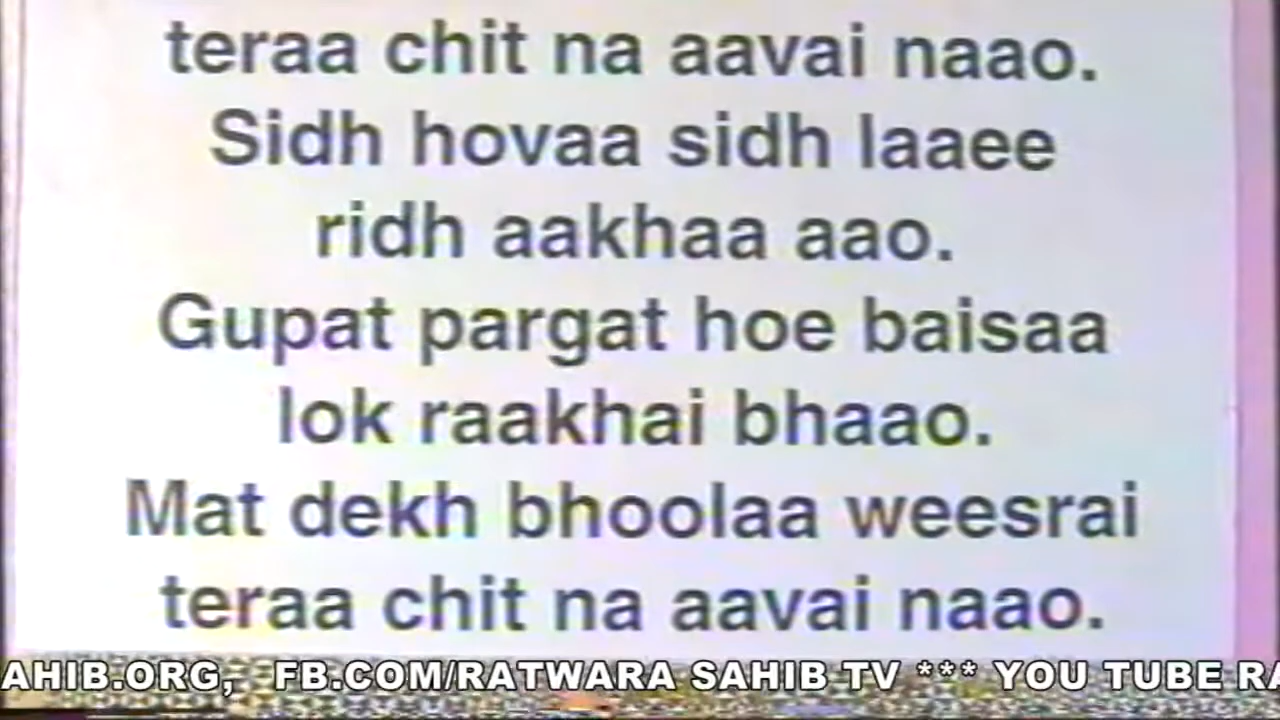 teraa chit na aavai naao.
Sidh hovaa sidh laaee
ridh aakhaa aao.
Gupat pargat hoe baisaa
lok raakhai bhaao.
Mat dekh bhoolaa weesrai
teraa chit na aavai naao.
AHIB.ORG, FB.COM/RATWARA SAHIB TV *** YOU TUBE RA